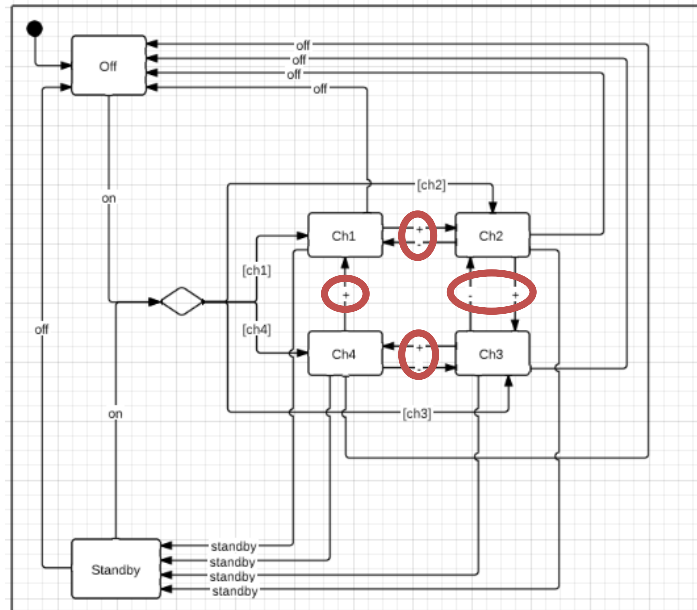 off
off
Off
off
off
on
[ch2]
Ch1
+
-
Ch2
[ch1]
+
-
+
off
[ch4]
Ch4
+
-
Ch3
on
[ch3]
standby
standby
Standby
standby
standby